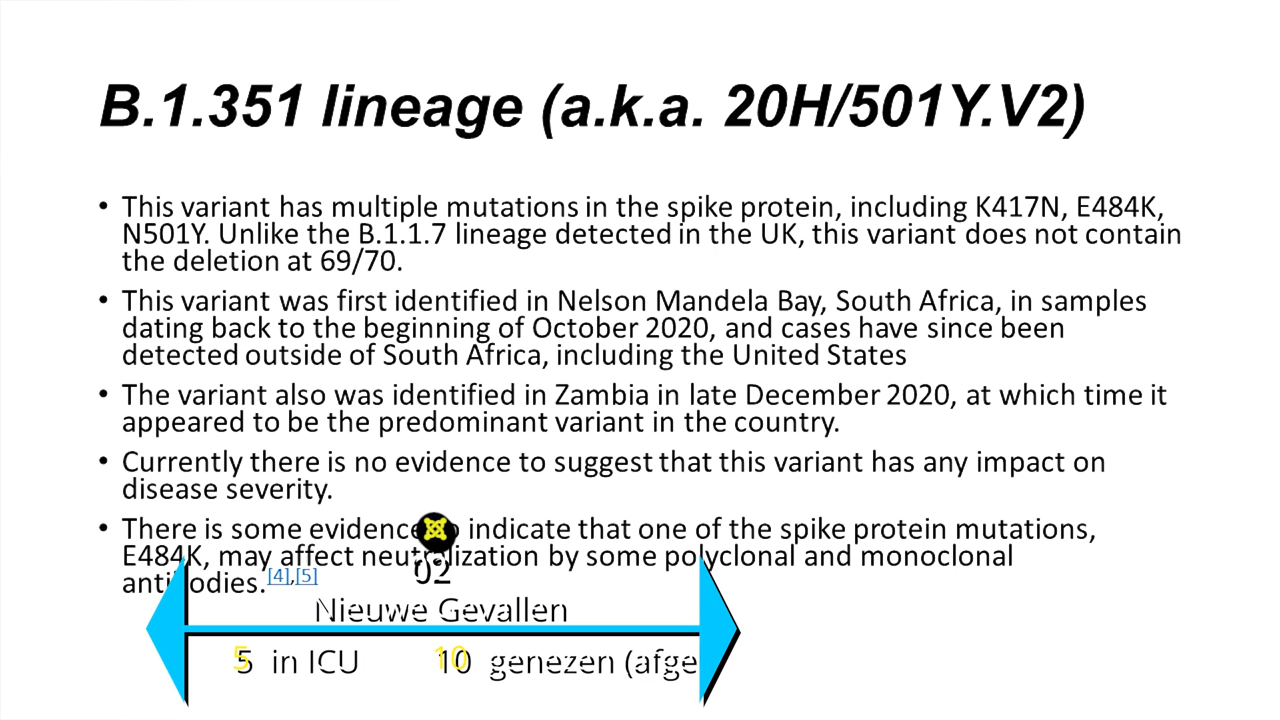 B.1.351 lineage (a.k.a. 20H/501Y.V2)
• This variant has multiple mutations in the spike protein, including K417N, E484K,
N501Y. Unlike the B.1.1.7 lineage detected in the UK, this variant does not contain
the deletion at 69/70.
• This variant was first identified in Nelson Mandela Bay, South Africa, in samples
dating back to the beginning of October 2020, and cases have since been
detected outside of South Africa, including the United States
• The variant also was identified in Zambia in late December 2020, at which time it
appeared to be the predominant variant in the country.
• Currently there is no evidence to suggest that this variant has any impact on
disease severity.
• There is some evidence indicate that one of the spike protein mutations,
E484K, may affect neutralization by some polyclonal and monoclonal
antibodies.[4],[5]
02
Nieuwe Gevallen
5 in ICU 10 genezen (afge